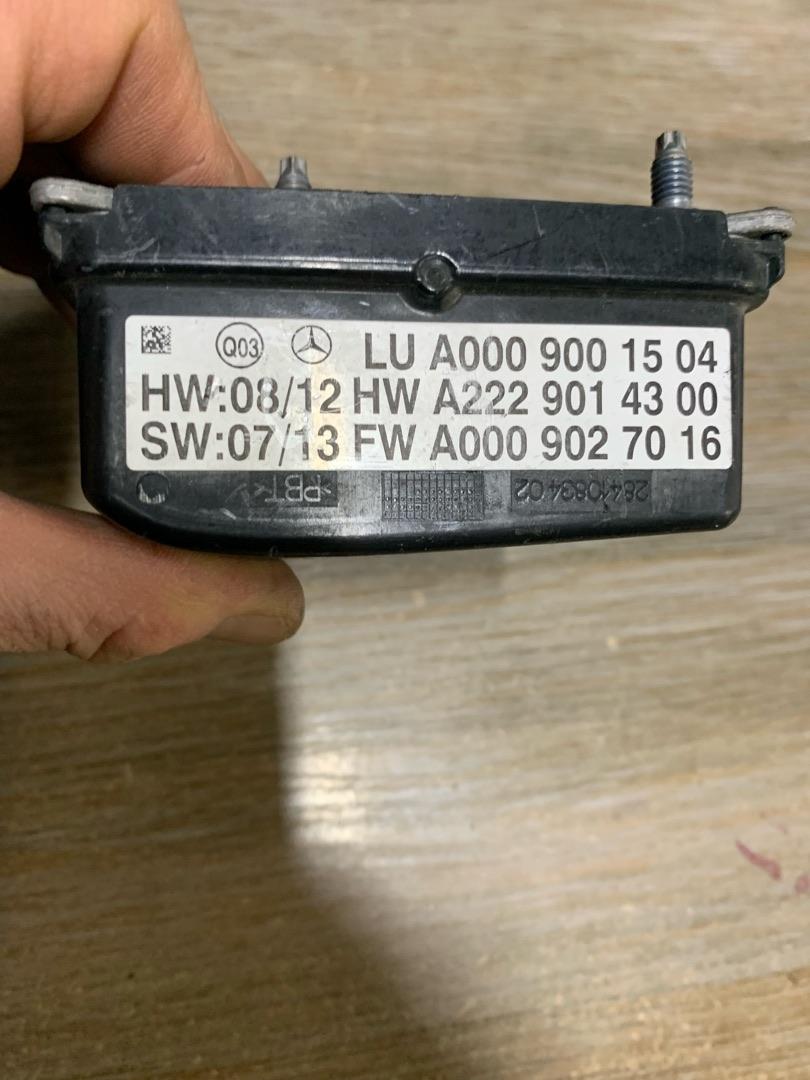 Q03 LU A000 900 15 04
HW:08/12 HW A222 901 43 00
SW:07/13 FW A000 902 70 16
>PBT< 28410834 02